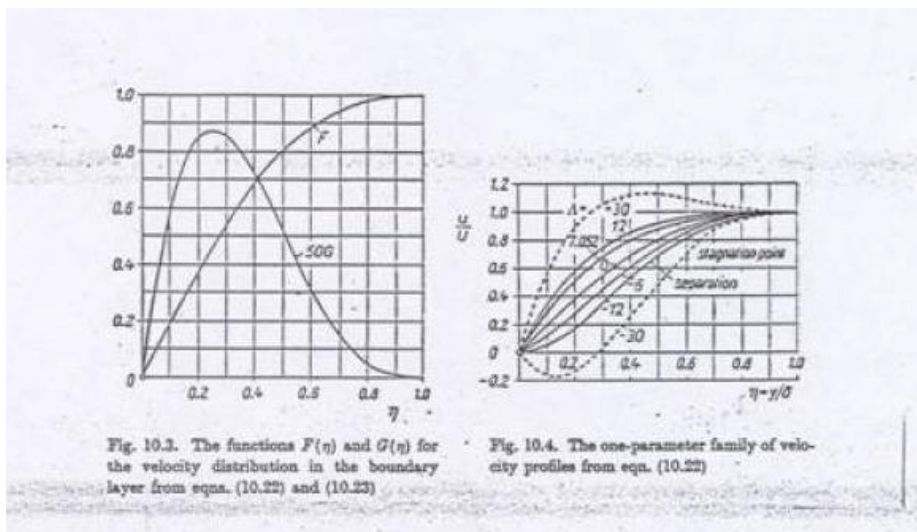 1.0
0.8
0.6
0.4
0.2
0
F
50G
0.2 0.4 0.6 0.8 1.0
η
Fig. 10.3. The functions F(η) and G(η) for
the velocity distribution in the boundary
layer from eqns. (10.22) and (10.23)
u/U
1.2
1.0
0.8
0.6
0.4
0.2
0
-0.2
Λ= 30
12
7.052
0
-6
-12
-30
stagnation point
separation
0.2 0.4 0.6 0.8 1.0
η=y/δ
Fig. 10.4. The one-parameter family of velo-
city profiles from eqn. (10.22)